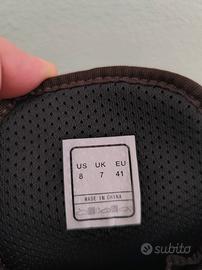 US UK EU
8 7 41
MADE IN CHINA
subito